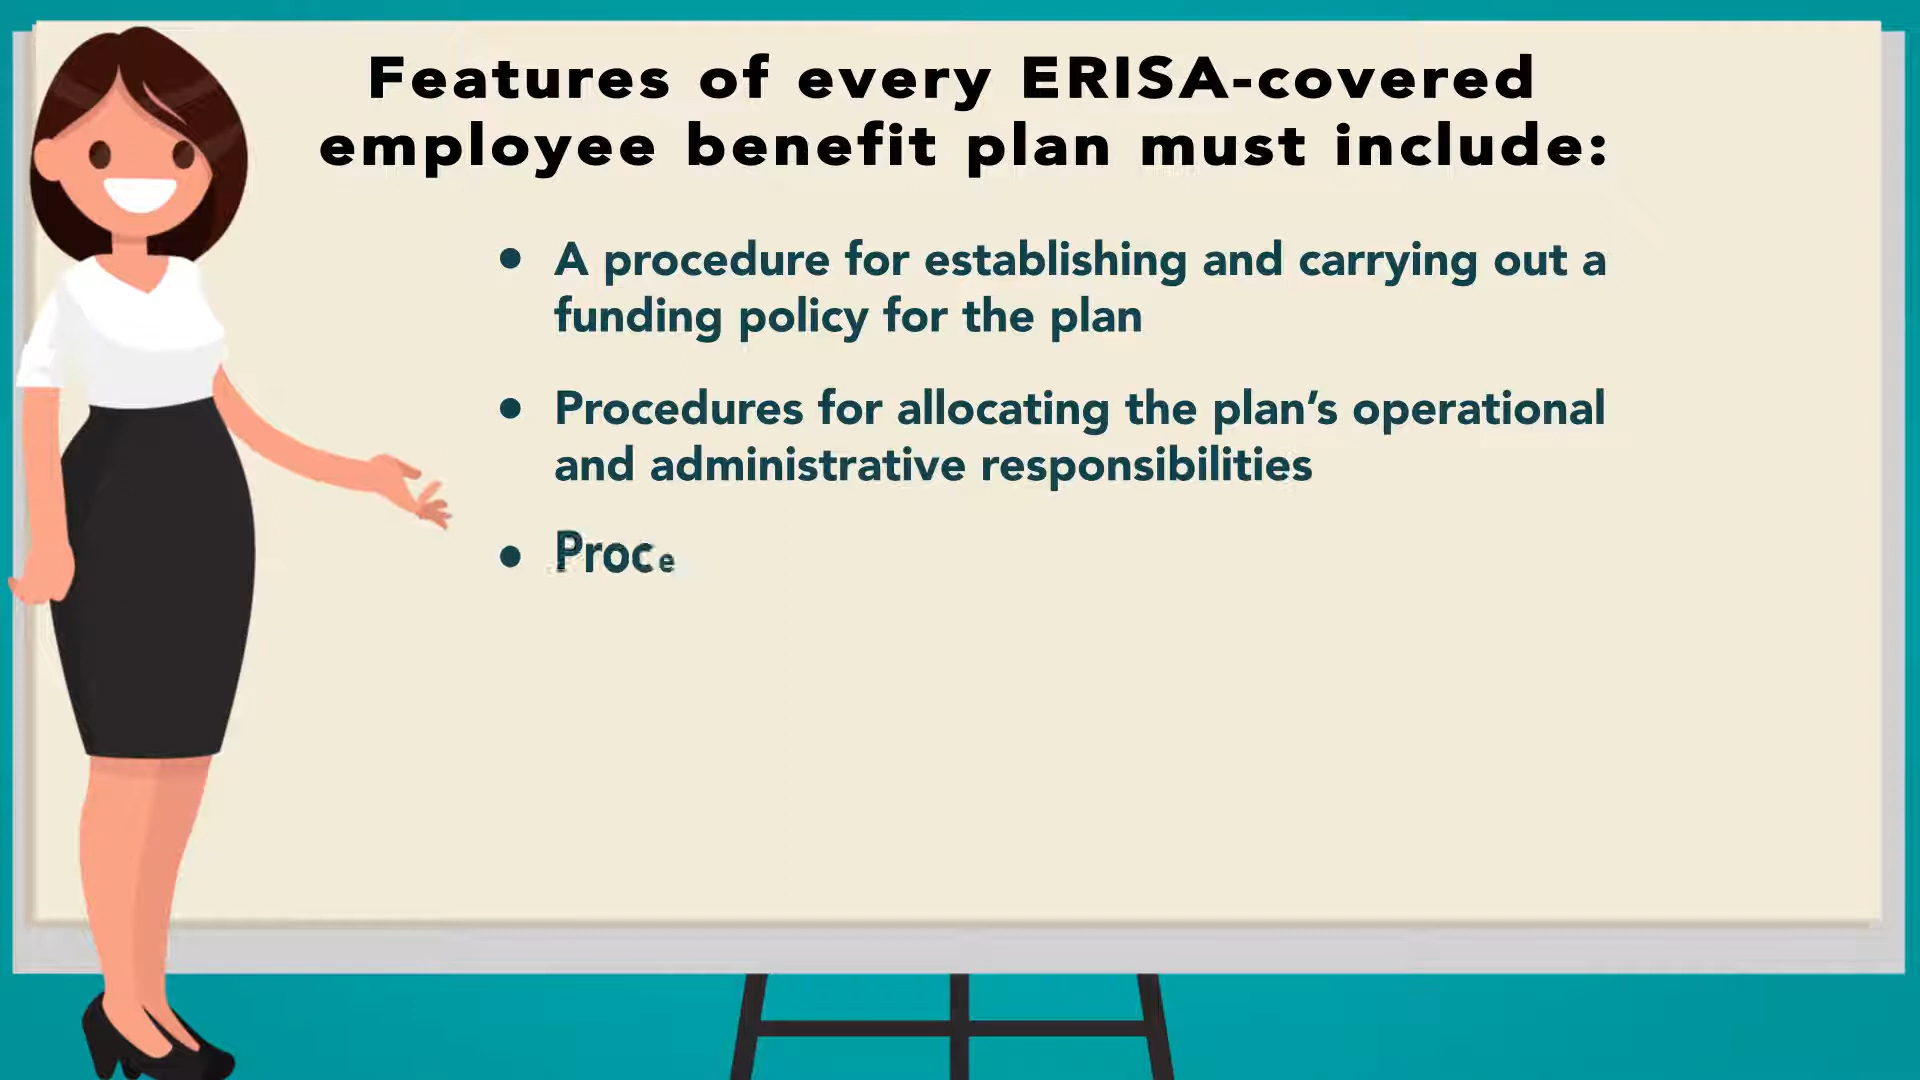 Features of every ERISA-covered
employee benefit plan must include:
• A procedure for establishing and carrying out a
funding policy for the plan
• Procedures for allocating the plan’s operational
and administrative responsibilities
• Proce